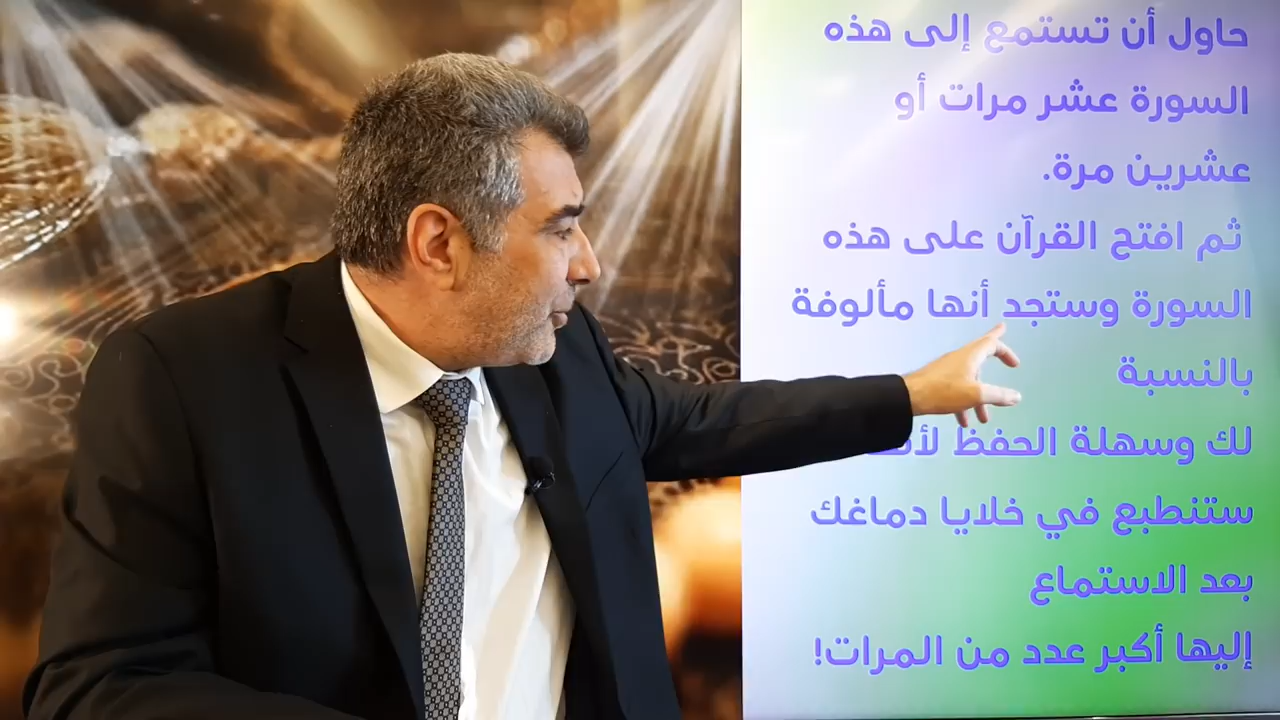 حاول أن تستمع إلى هذه
السورة عشر مرات أو
عشرين مرة.
ثم افتح القرآن على هذه
السورة وستجد أنها مألوفة
بالنسبة
لك وسهلة الحفظ
ستنطبع في خلايا دماغك
بعد الاستماع
إليها أكبر عدد من المرات!